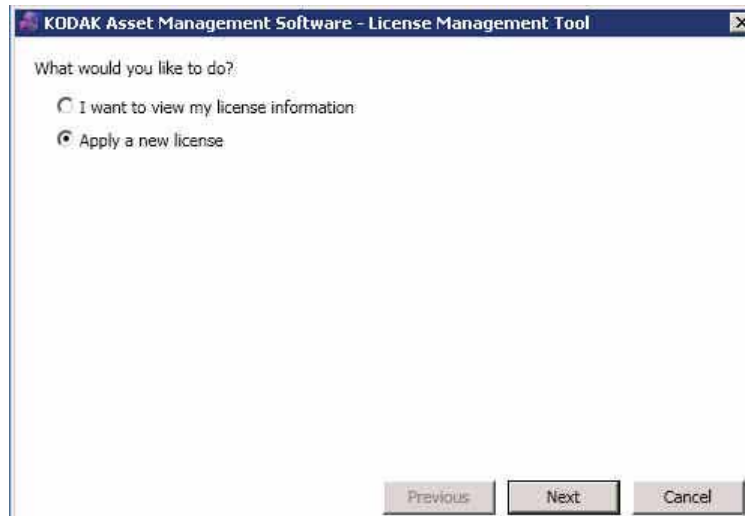 KODAK Asset Management Software - License Management Tool
What would you like to do?
I want to view my license information
Apply a new license
Previous Next Cancel